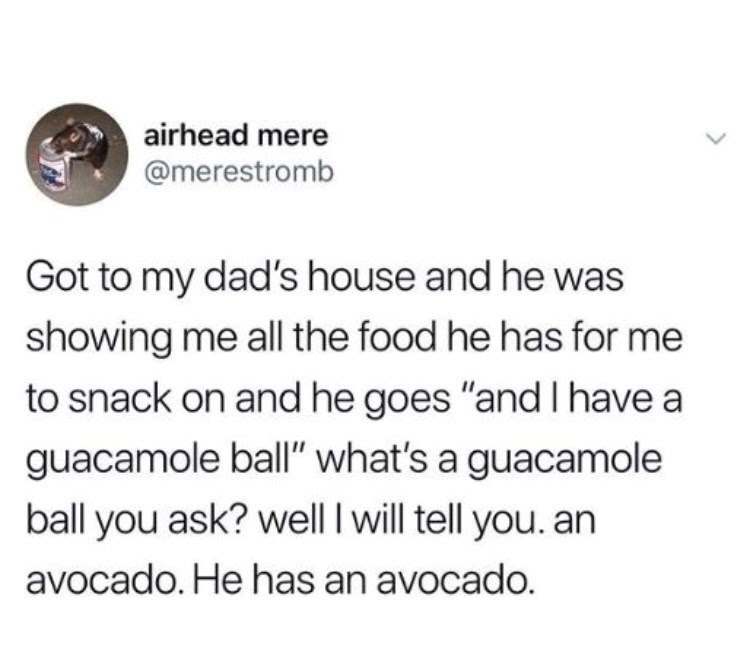 airhead mere
@merestromb
Got to my dad's house and he was
showing me all the food he has for me
to snack on and he goes "and I have a
guacamole ball" what's a guacamole
ball you ask? well I will tell you. an
avocado. He has an avocado.